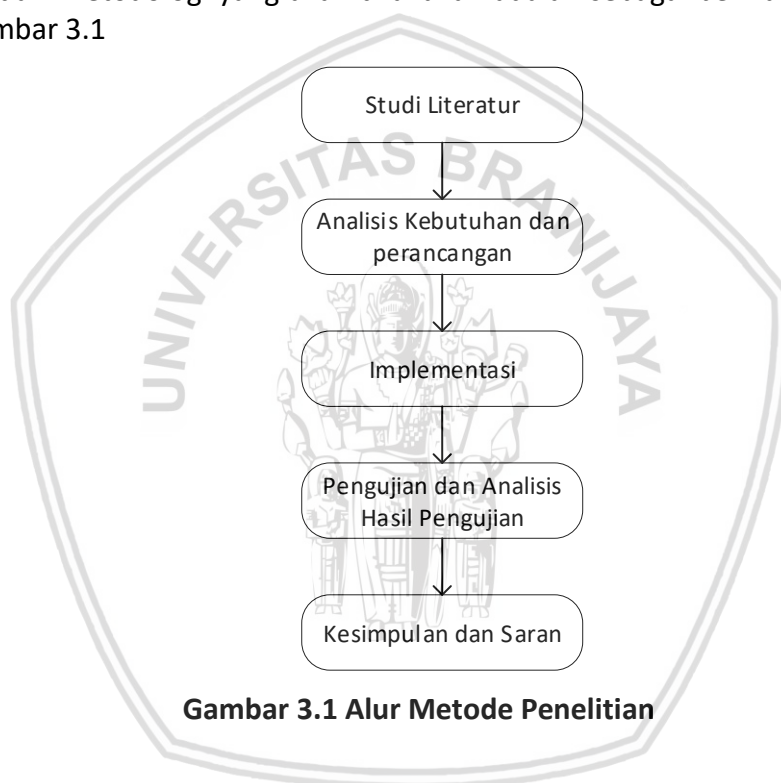 yang
mbar 3.1
UNIVERSITAS BRAWIJAYA
Studi Literatur
Analisis Kebutuhan dan
perancangan
Implementasi
Pengujian dan Analisis
Hasil Pengujian
Kesimpulan dan Saran
Gambar 3.1 Alur Metode Penelitian